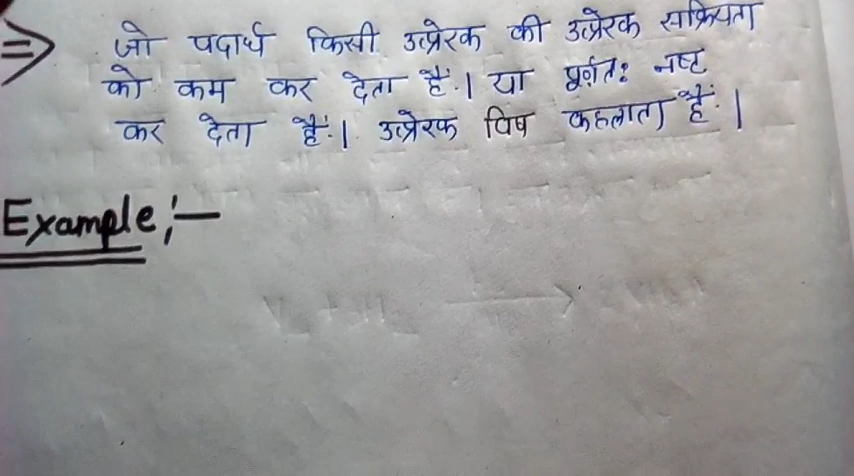 ⇒ जो पदार्थ किसी उत्प्रेरक की उत्प्रेरक सक्रियता
को कम कर देता है। या पूर्णतः नष्ट
कर देता हैं। उत्प्रेरक विष कहलाता हैं।
Example;—